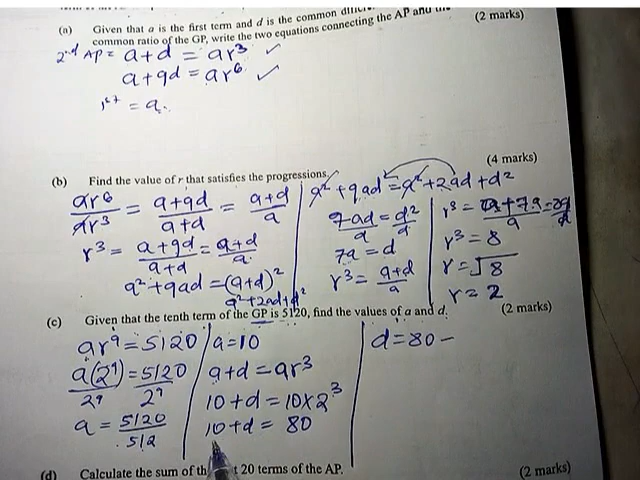 (a) Given that a is the first term and d is the common
common ratio of the GP, write the two equations connecting the AP and
(2 marks)
2nd AP = a+d = ar³ ✓
a+9d = ar⁶ ✓
1st = a.
(4 marks)
(b) Find the value of r that satisfies the progressions.
ar⁶/ar³ = a+9d/a+d = a+d/a
r³ = a+9d/a+d = a+d/a
a²+9ad = (a+d)²
a²+2ad+d²
a²+9ad = a²+2ad+d²
7ad/d = d²/d
7a = d
r³ = a+d/a
r³ = a+7a/a = 8a/a
r³ = 8
r = √8
r = 2
(c) Given that the tenth term of the GP is 5120, find the values of a and d.
(2 marks)
ar⁹ = 5120
a(2⁹)/2⁹ = 5120/2⁹
a = 5120/512
a = 10
a+d = ar³
10+d = 10×2³
10+d = 80
d = 80 –
(d) Calculate the sum of th t 20 terms of the AP.
(2 marks)